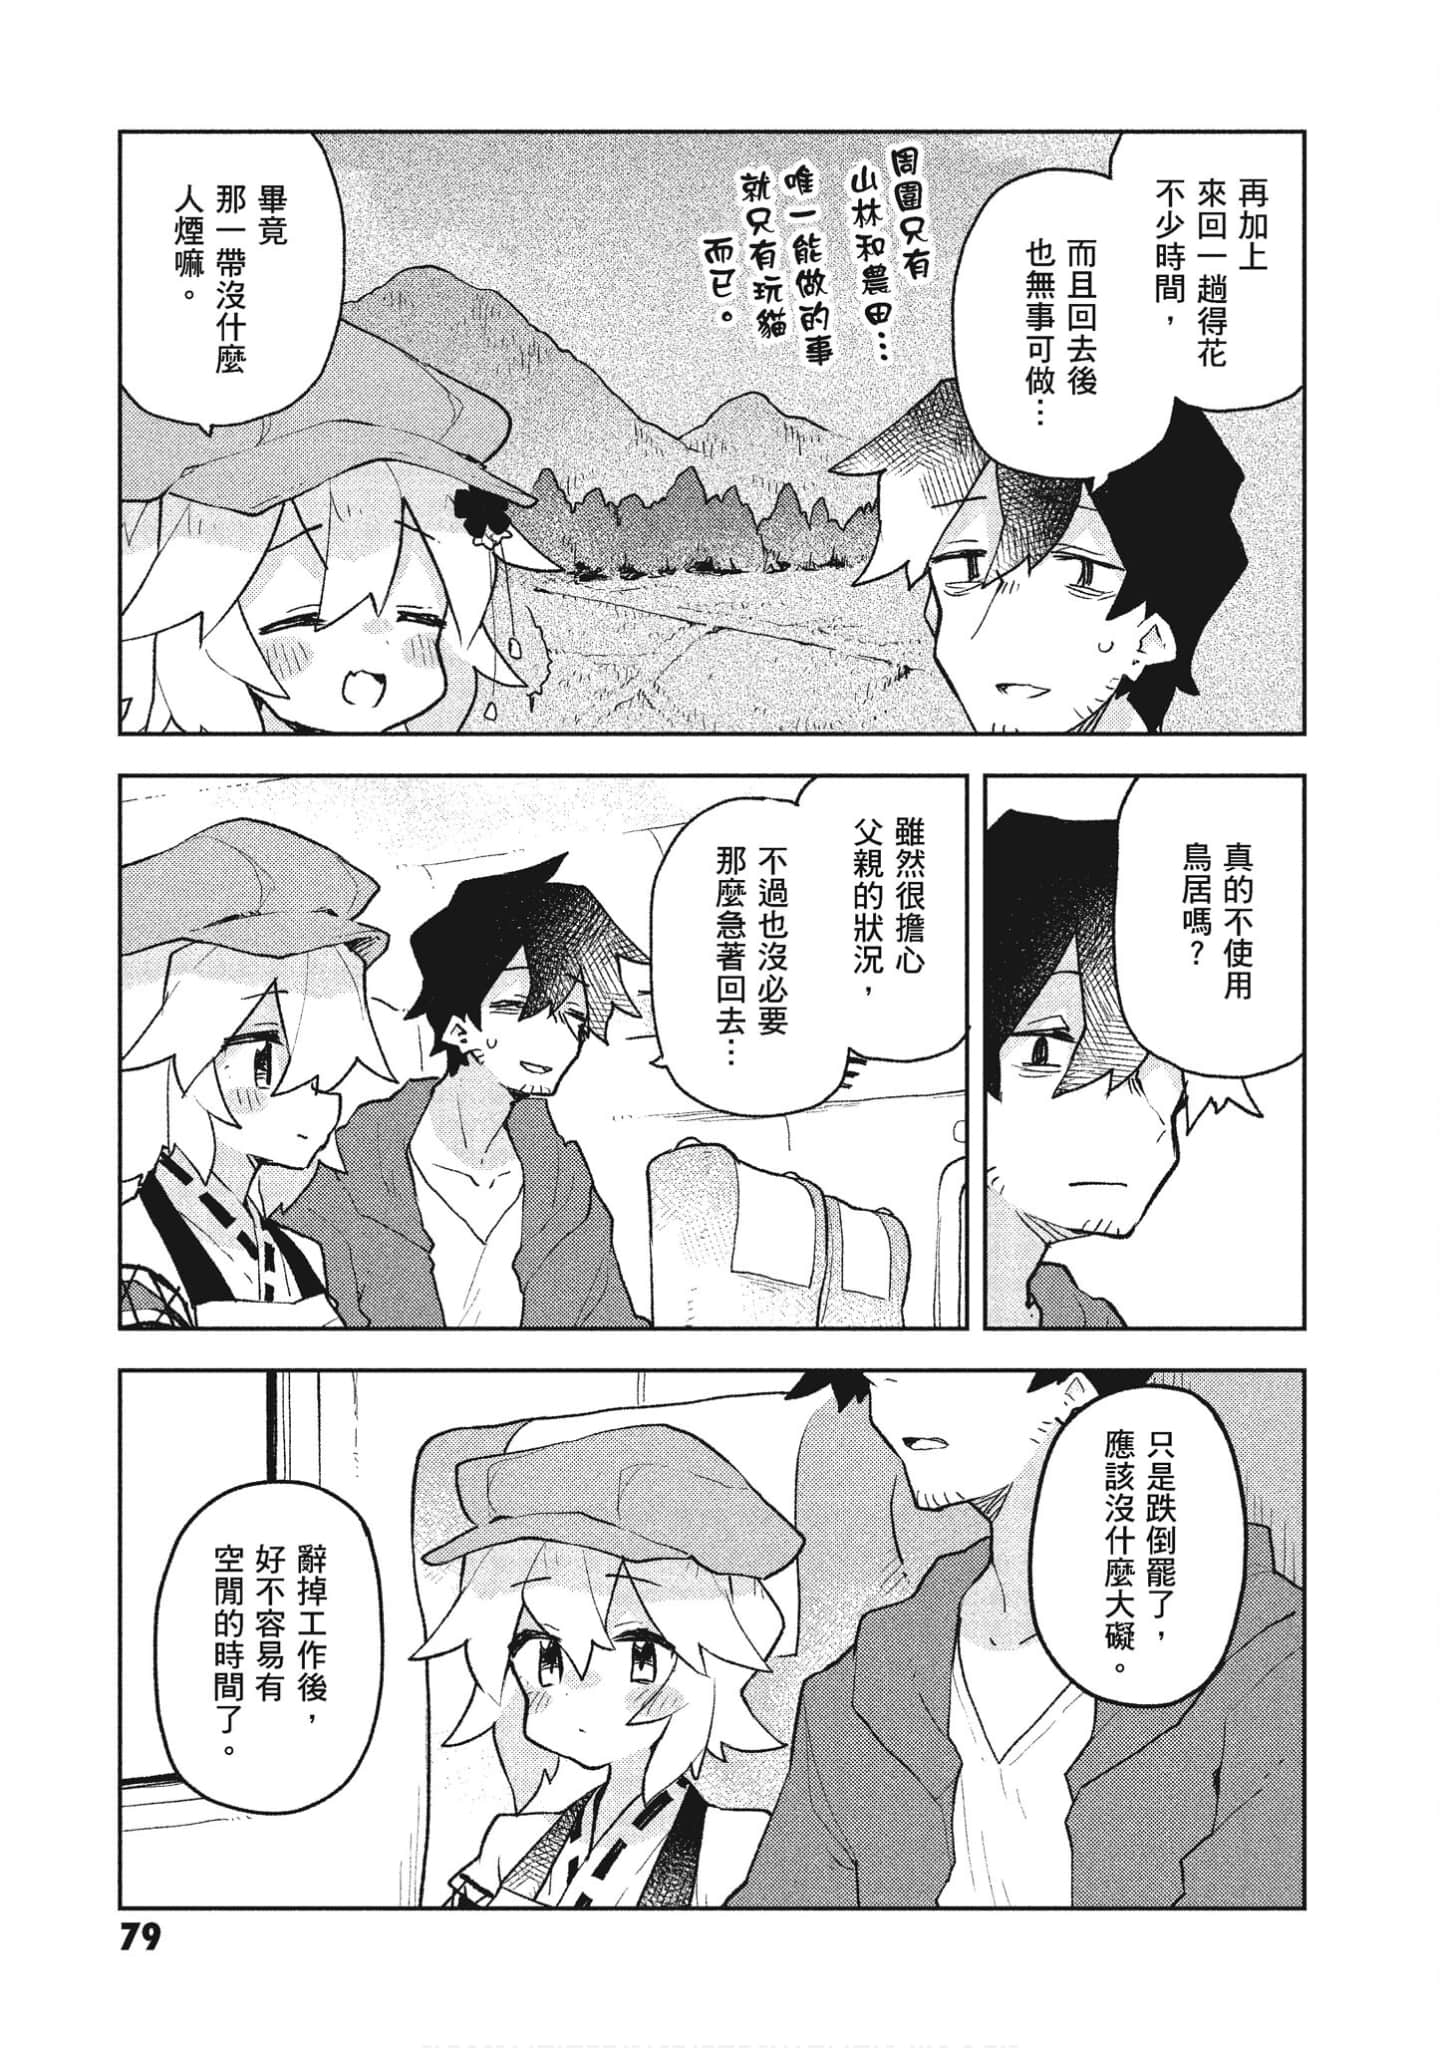 再加上
來回一趟得花
不少時間，
而且回去後
也無事可做…
周圍只有
山林和農田…
唯一能做的事
就只有玩貓
而已。
畢竟
那一帶沒什麼
人煙嘛。
真的不使用
鳥居嗎？
雖然很擔心
父親的狀況，
不過也沒必要
那麼急著回去…
只是跌倒罷了，
應該沒什麼大礙。
辭掉工作後，
好不容易有
空閒的時間了。
79